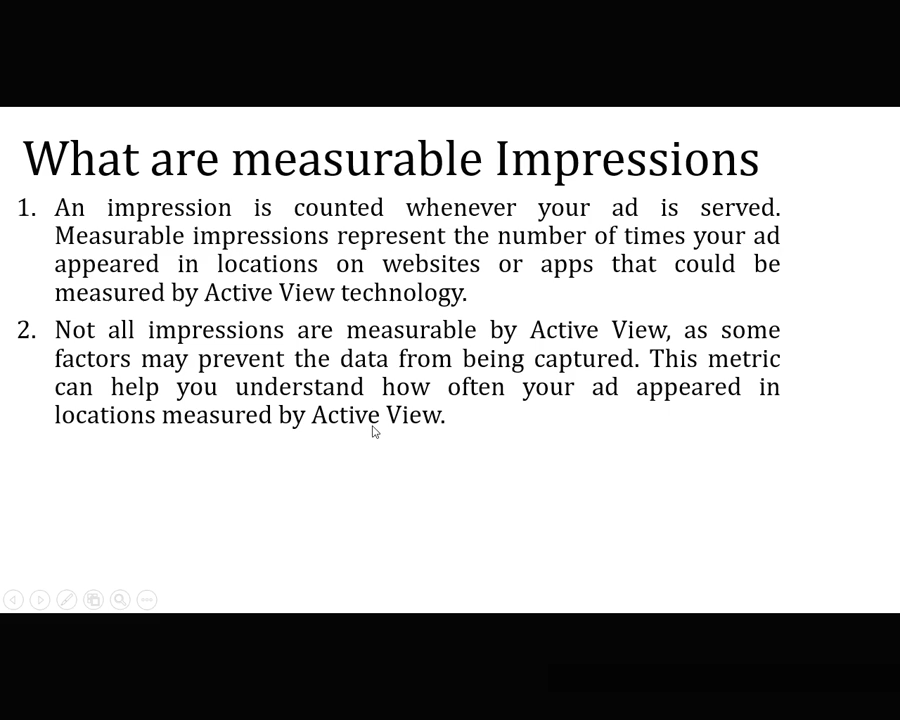 What are measurable Impressions
1. An impression is counted whenever your ad is served.
Measurable impressions represent the number of times your ad
appeared in locations on websites or apps that could be
measured by Active View technology.
2. Not all impressions are measurable by Active View, as some
factors may prevent the data from being captured. This metric
can help you understand how often your ad appeared in
locations measured by Active View.